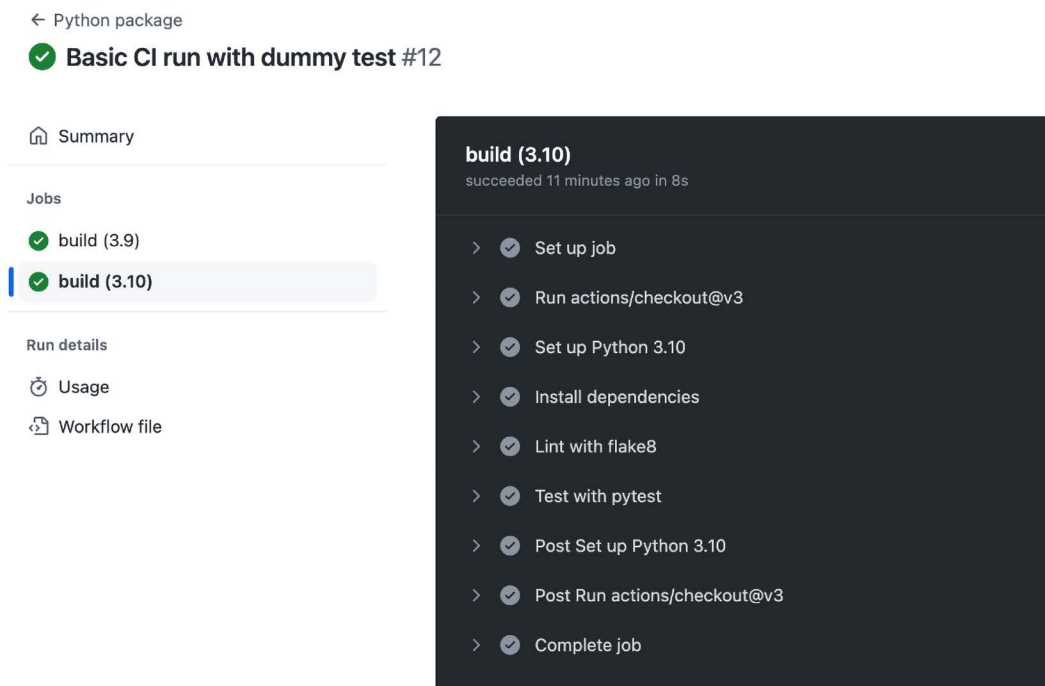 Python package
Basic CI run with dummy test #12
Summary
Jobs
build (3.9)
build (3.10)
Run details
Usage
Workflow file
build (3.10)
succeeded 11 minutes ago in 8s
Set up job
Run actions/checkout@v3
Set up Python 3.10
Install dependencies
Lint with flake8
Test with pytest
Post Set up Python 3.10
Post Run actions/checkout@v3
Complete job